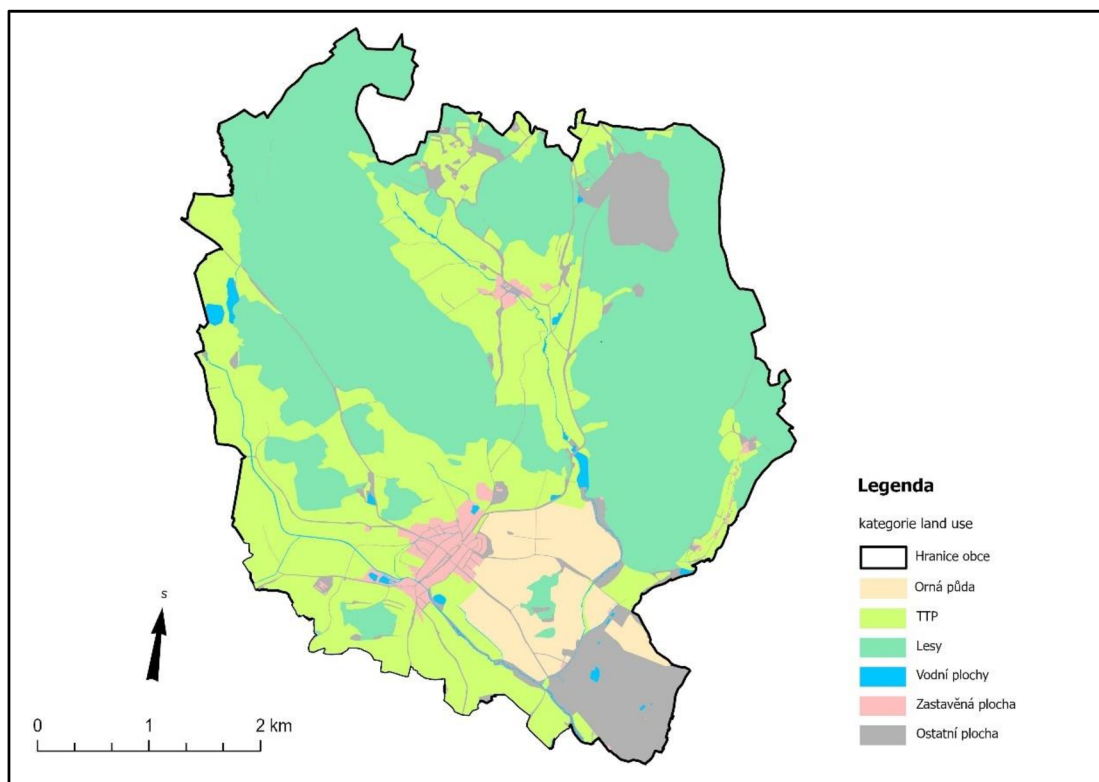 S
0 1 2 km
Legenda
kategorie land use
Hranice obce
Orná půda
TTP
Lesy
Vodní plochy
Zastavěná plocha
Ostatní plocha